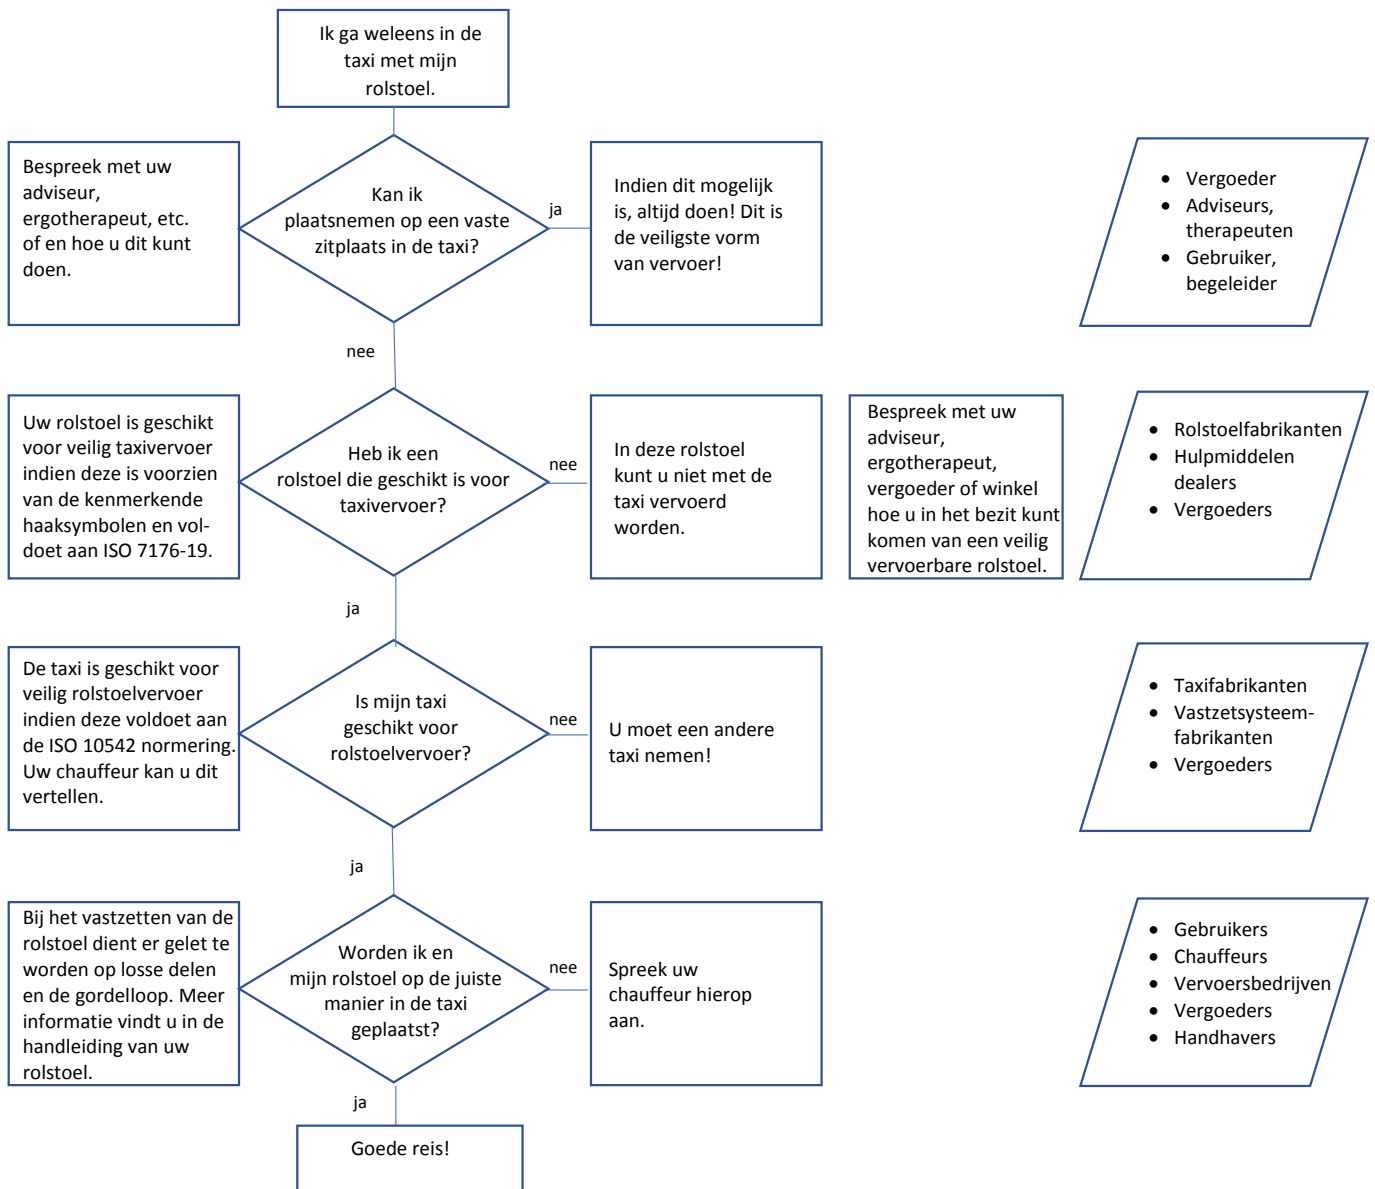 Ik ga weleens in de
taxi met mijn
rolstoel.
Bespreek met uw
adviseur,
ergotherapeut, etc.
of en hoe u dit kunt
doen.
Kan ik
plaatsnemen op een vaste
zitplaats in de taxi?
ja
Indien dit mogelijk
is, altijd doen! Dit is
de veiligste vorm
van vervoer!
• Vergoeder
• Adviseurs,
therapeuten
• Gebruiker,
begeleider
nee
Uw rolstoel is geschikt
voor veilig taxivervoer
indien deze is voorzien
van de kenmerkende
haaksymbolen en vol-
doet aan ISO 7176-19.
Heb ik een
rolstoel die geschikt is voor
taxivervoer?
nee
In deze rolstoel
kunt u niet met de
taxi vervoerd
worden.
Bespreek met uw
adviseur,
ergotherapeut,
vergoeder of winkel
hoe u in het bezit kunt
komen van een veilig
vervoerbare rolstoel.
• Rolstoelfabrikanten
• Hulpmiddelen
dealers
• Vergoeders
ja
De taxi is geschikt voor
veilig rolstoelvervoer
indien deze voldoet aan
de ISO 10542 normering.
Uw chauffeur kan u dit
vertellen.
Is mijn taxi
geschikt voor
rolstoelvervoer?
nee
U moet een andere
taxi nemen!
• Taxifabrikanten
• Vastzetsysteem-
fabrikanten
• Vergoeders
ja
Bij het vastzetten van de
rolstoel dient er gelet te
worden op losse delen
en de gordelloop. Meer
informatie vindt u in de
handleiding van uw
rolstoel.
Worden ik en
mijn rolstoel op de juiste
manier in de taxi
geplaatst?
nee
Spreek uw
chauffeur hierop
aan.
• Gebruikers
• Chauffeurs
• Vervoersbedrijven
• Vergoeders
• Handhavers
ja
Goede reis!